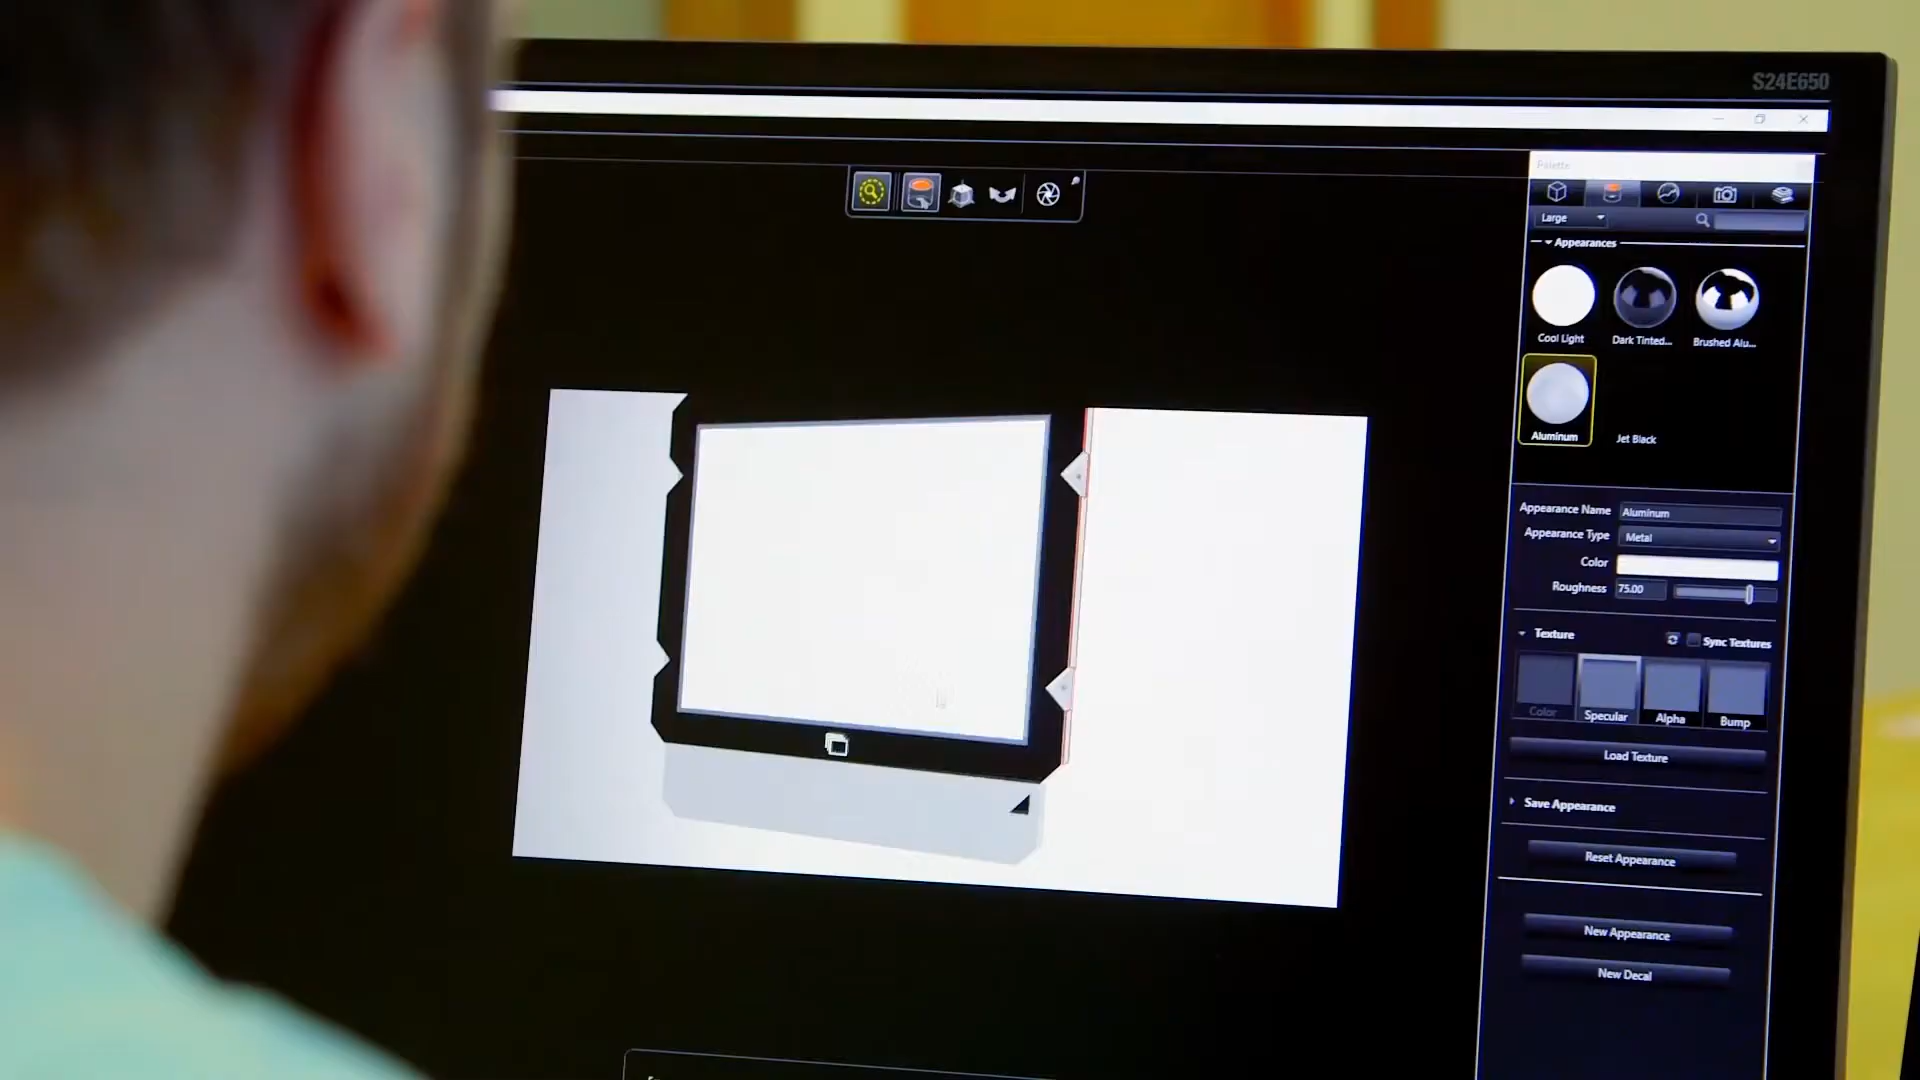 S24E650
Palette
Large
Appearances
Cool Light
Dark Tinted...
Brushed Alu...
Aluminum
Jet Black
Appearance Name
Aluminum
Appearance Type
Metal
Color
Roughness
75.00
Texture
Sync Textures
Color
Specular
Alpha
Bump
Load Texture
Save Appearance
Reset Appearance
New Appearance
New Decal